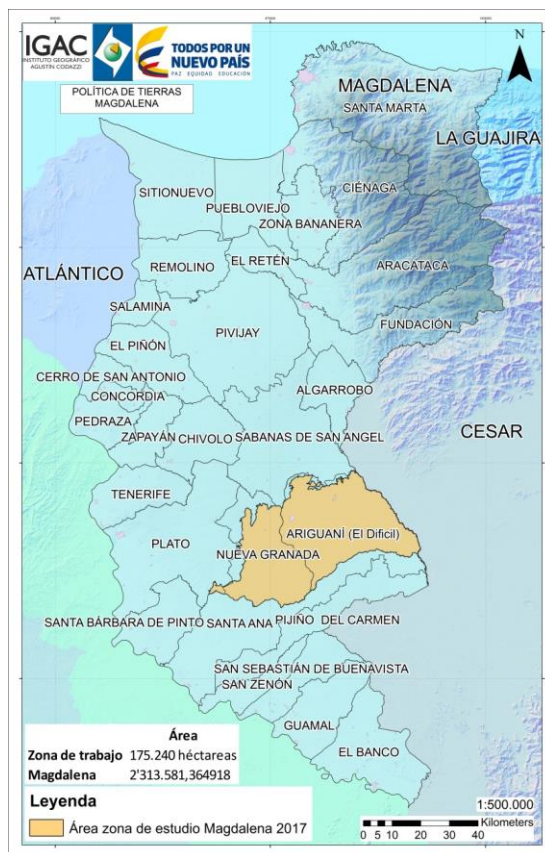 IGAC
INSTITUTO GEOGRÁFICO
AGUSTÍN CODAZZI
TODOS POR UN
NUEVO PAÍS
PAZ EQUIDAD EDUCACIÓN
POLÍTICA DE TIERRAS
MAGDALENA
N
MAGDALENA
SANTA MARTA
LA GUAJIRA
CIÉNAGA
SITIONUEVO
PUEBLOVIEJO
ZONA BANANERA
ATLÁNTICO
REMOLINO
EL RETÉN
ARACATACA
SALAMINA
PIVIJAY
FUNDACIÓN
EL PIÑÓN
CERRO DE SAN ANTONIO
CONCORDIA
ALGARROBO
PEDRAZA
ZAPAYÁN
CHIVOLO
SABANAS DE SAN ANGEL
CESAR
TENERIFE
PLATO
NUEVA GRANADA
ARIGUANÍ (El Dificil)
SANTA BÁRBARA DE PINTO
SANTA ANA
PIJIÑO DEL CARMEN
SAN SEBASTIÁN DE BUENAVISTA
SAN ZENÓN
GUAMAL
EL BANCO
Área
Zona de trabajo 175.240 héctareas
Magdalena 2'313.581,364918
Leyenda
Área zona de estudio Magdalena 2017
1:500.000
Kilometers
0 5 10 20 30 40